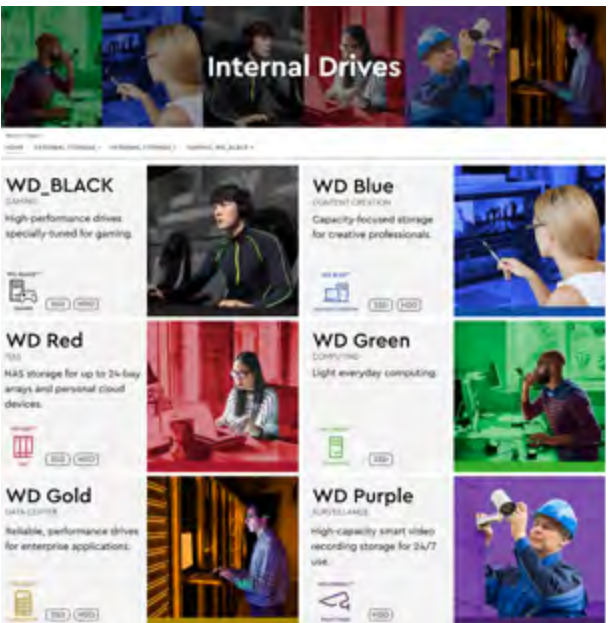 Internal Drives
WD_BLACK
GAMING
High-performance drives
specially-tuned for gaming.
SSD HDD
WD Blue
CONTENT CREATION
Capacity-focused storage
for creative professionals.
SSD HDD
WD Red
NAS
NAS storage for up to 24-bay
arrays and personal cloud
devices.
SSD HDD
WD Green
COMPUTING
Light everyday computing.
SSD
WD Gold
DATA CENTER
Reliable, performance drives
for enterprise applications.
SSD HDD
WD Purple
SURVEILLANCE
High-capacity smart video
recording storage for 24/7
use.
HDD